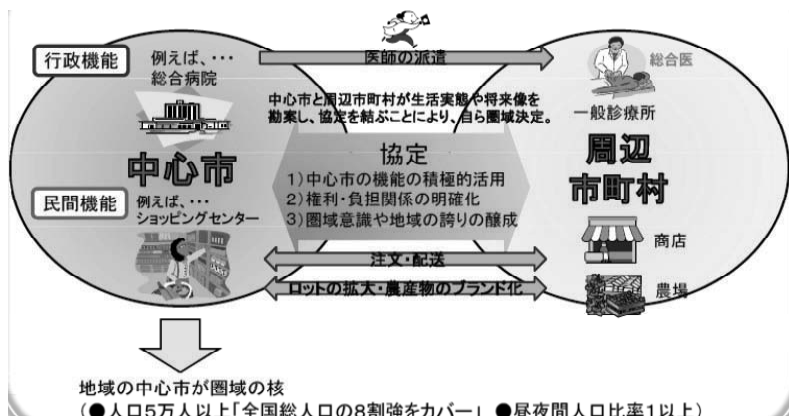 行政機能
例えば、・・・
総合病院
医師の派遣
総合医
一般診療所
中心市と周辺市町村が生活実態や将来像を
勘案し、協定を結ぶことにより、自ら圏域決定。
中心市
周辺
市町村
協定
1)中心市の機能の積極的活用
2)権利・負担関係の明確化
3)圏域意識や地域の誇りの醸成
民間機能
例えば、・・・
ショッピングセンター
商店
注文・配送
農場
ロットの拡大・農産物のブランド化
地域の中心市が圏域の核
(●人口5万人以上「全国総人口の8割強をカバー」 ●昼夜間人口比率1以上)